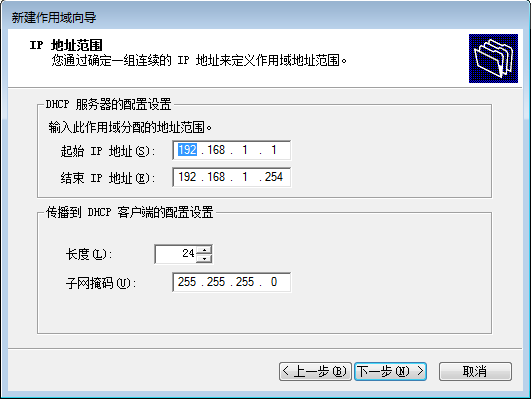 新建作用域向导
IP 地址范围
您通过确定一组连续的 IP 地址来定义作用域地址范围。
DHCP 服务器的配置设置
输入此作用域分配的地址范围。
起始 IP 地址(S): 192 . 168 . 1 . 1
结束 IP 地址(E): 192 . 168 . 1 . 254
传播到 DHCP 客户端的配置设置
长度(L): 24
子网掩码(U): 255 . 255 . 255 . 0
< 上一步(B) 下一步(N) > 取消